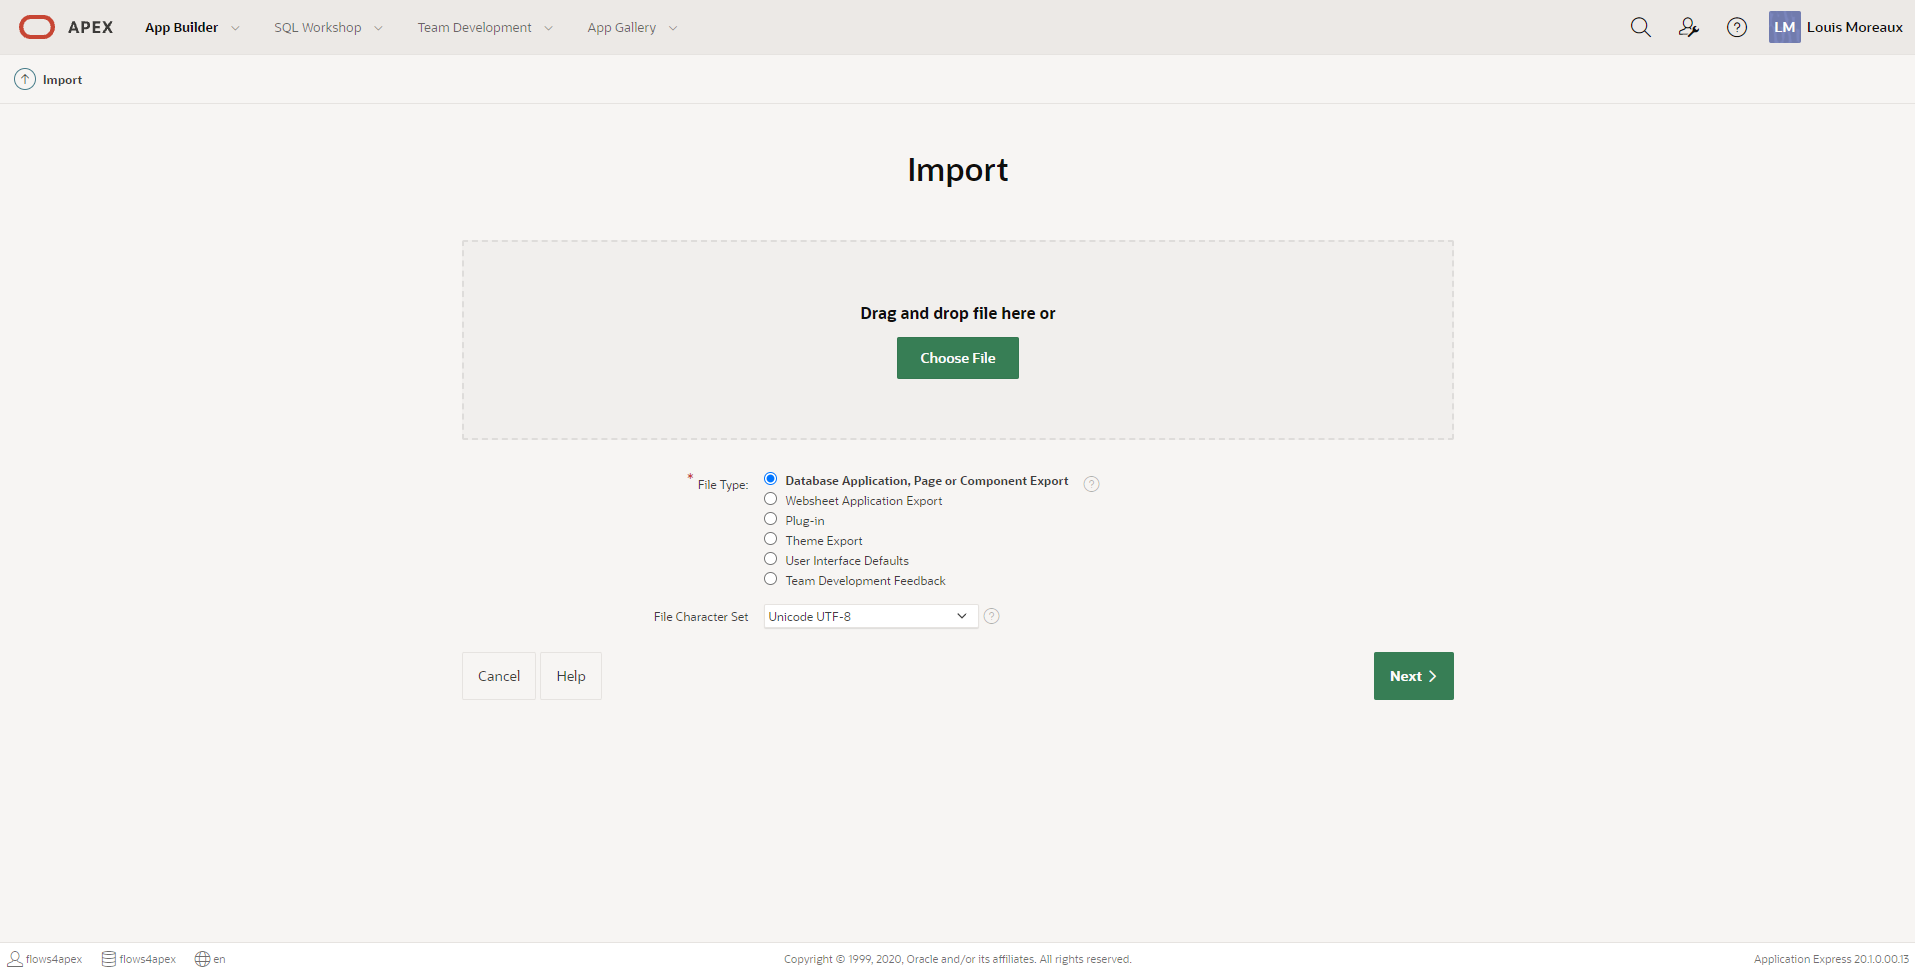 APEX App Builder SQL Workshop Team Development App Gallery LM Louis Moreaux
Import
Import
Drag and drop file here or
Choose File
* File Type: Database Application, Page or Component Export ?
Websheet Application Export
Plug-in
Theme Export
User Interface Defaults
Team Development Feedback
File Character Set Unicode UTF-8 ?
Cancel Help Next
flows4apex flows4apex en Copyright © 1999, 2020, Oracle and/or its affiliates. All rights reserved. Application Express 20.1.0.00.13